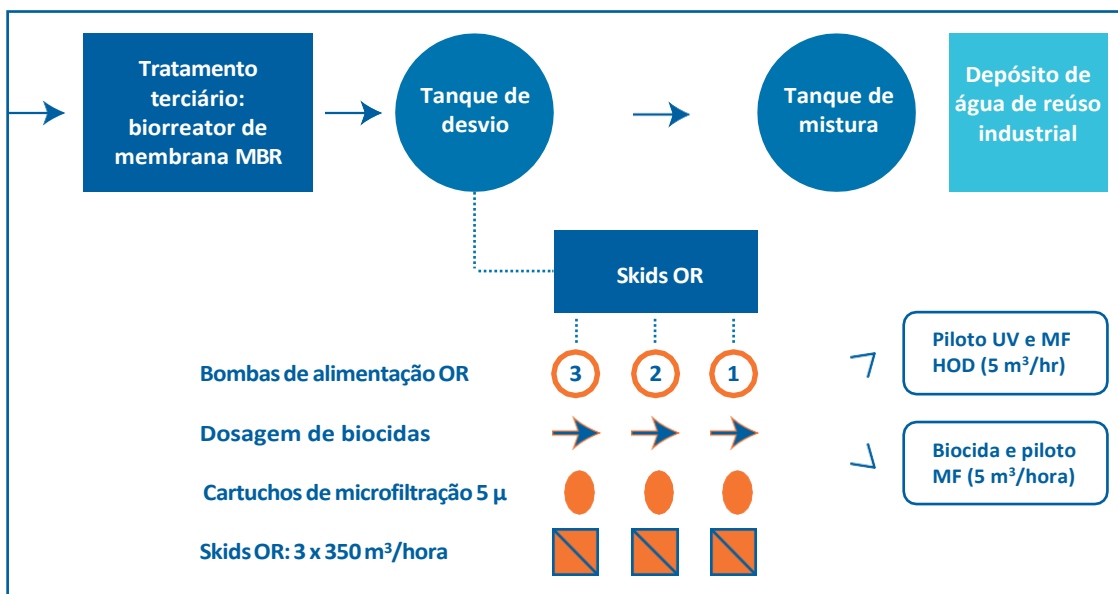 Tratamento
terciário:
biorreator de
membrana MBR
Tanque de
desvio
Tanque de
mistura
Depósito de
água de reúso
industrial
Skids OR
Bombas de alimentação OR
3
2
1
Dosagem de biocidas
Cartuchos de microfiltração 5 µ
Skids OR: 3 x 350 m³/hora
Piloto UV e MF
HOD (5 m³/hr)
Biocida e piloto
MF (5 m³/hora)